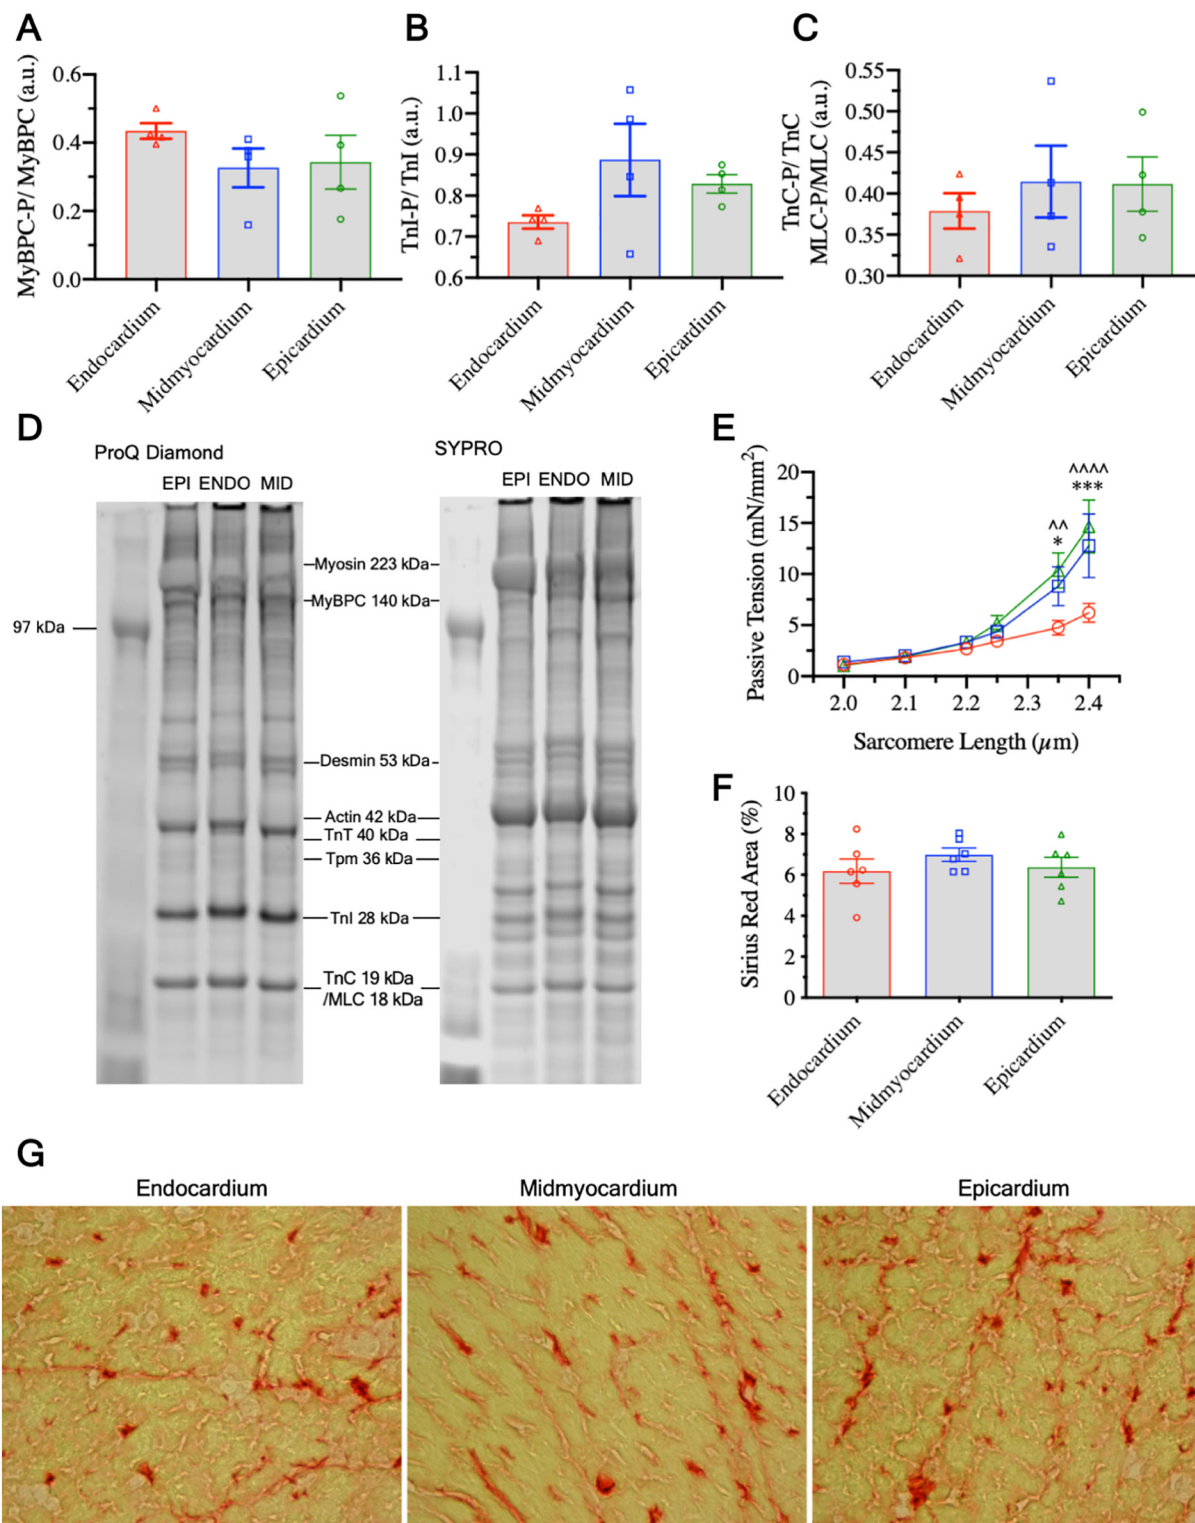 A
MyBPC-P/ MyBPC (a.u.)
0.6
0.4
0.2
0.0
Endocardium
Midmyocardium
Epicardium
B
TnI-P/ TnI (a.u.)
1.1
1.0
0.9
0.8
0.7
0.6
Endocardium
Midmyocardium
Epicardium
C
TnC-P/ TnC
MLC-P/MLC (a.u.)
0.55
0.50
0.45
0.40
0.35
0.30
Endocardium
Midmyocardium
Epicardium
D
ProQ Diamond
SYPRO
EPI ENDO MID
EPI ENDO MID
97 kDa
Myosin 223 kDa
MyBPC 140 kDa
Desmin 53 kDa
Actin 42 kDa
TnT 40 kDa
Tpm 36 kDa
TnI 28 kDa
TnC 19 kDa
/MLC 18 kDa
E
Passive Tension (mN/mm²)
20
15
10
5
0
^^
*
^^^^
***
2.0 2.1 2.2 2.3 2.4
Sarcomere Length (μm)
F
Sirius Red Area (%)
10
8
6
4
2
0
Endocardium
Midmyocardium
Epicardium
G
Endocardium
Midmyocardium
Epicardium